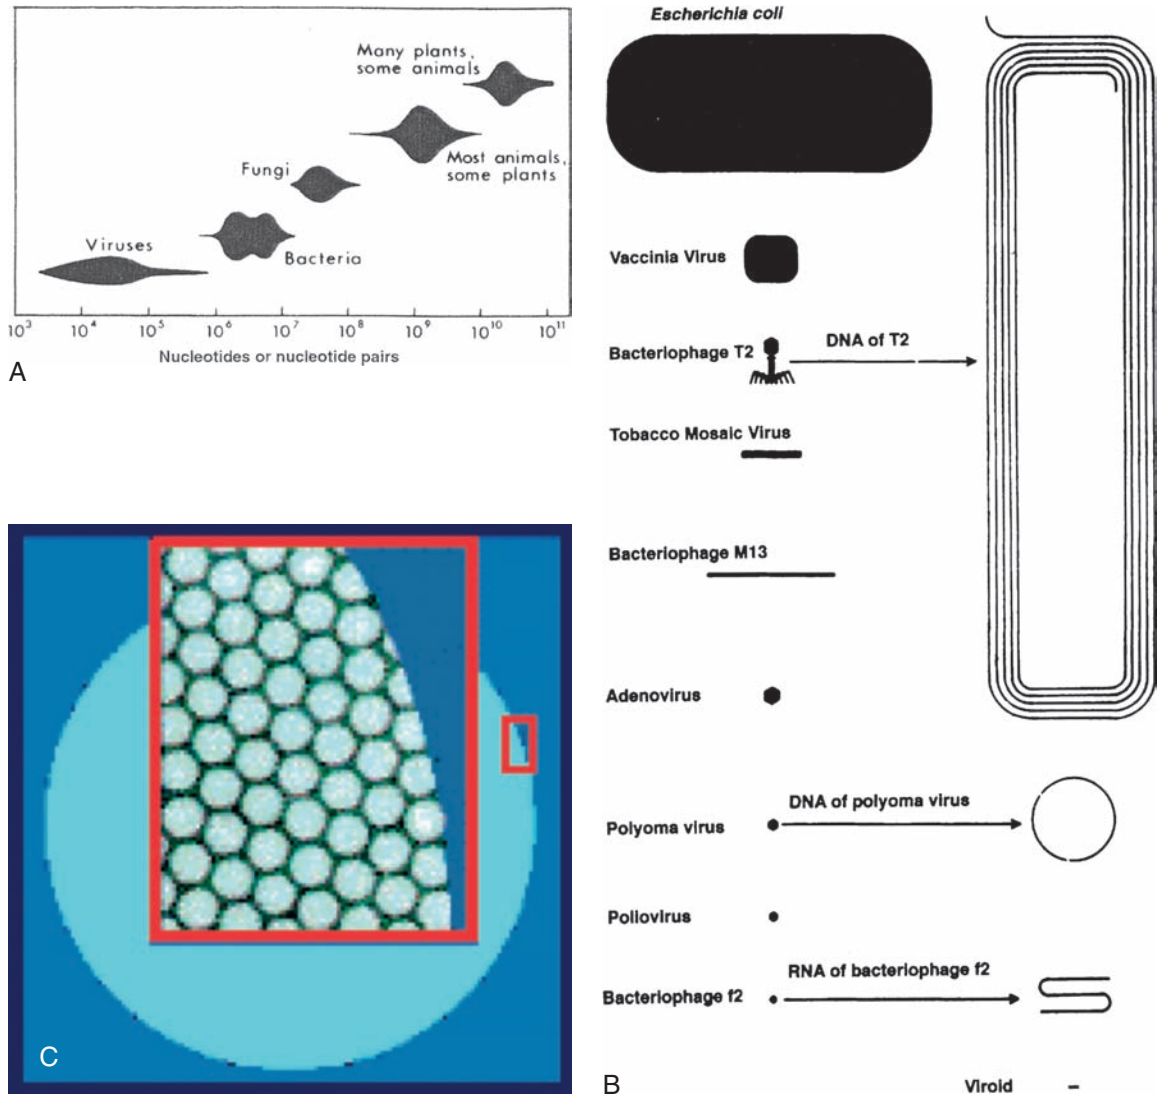 Many plants,
some animals
Most animals,
some plants
Fungi
Viruses
Bacteria
10³ 10⁴ 10⁵ 10⁶ 10⁷ 10⁸ 10⁹ 10¹⁰ 10¹¹
Nucleotides or nucleotide pairs
A
Escherichia coli
Vaccinia Virus
Bacteriophage T2
DNA of T2
Tobacco Mosaic Virus
Bacteriophage M13
Adenovirus
Polyoma virus
DNA of polyoma virus
Poliovirus
Bacteriophage f2
RNA of bacteriophage f2
Viroid
B
C